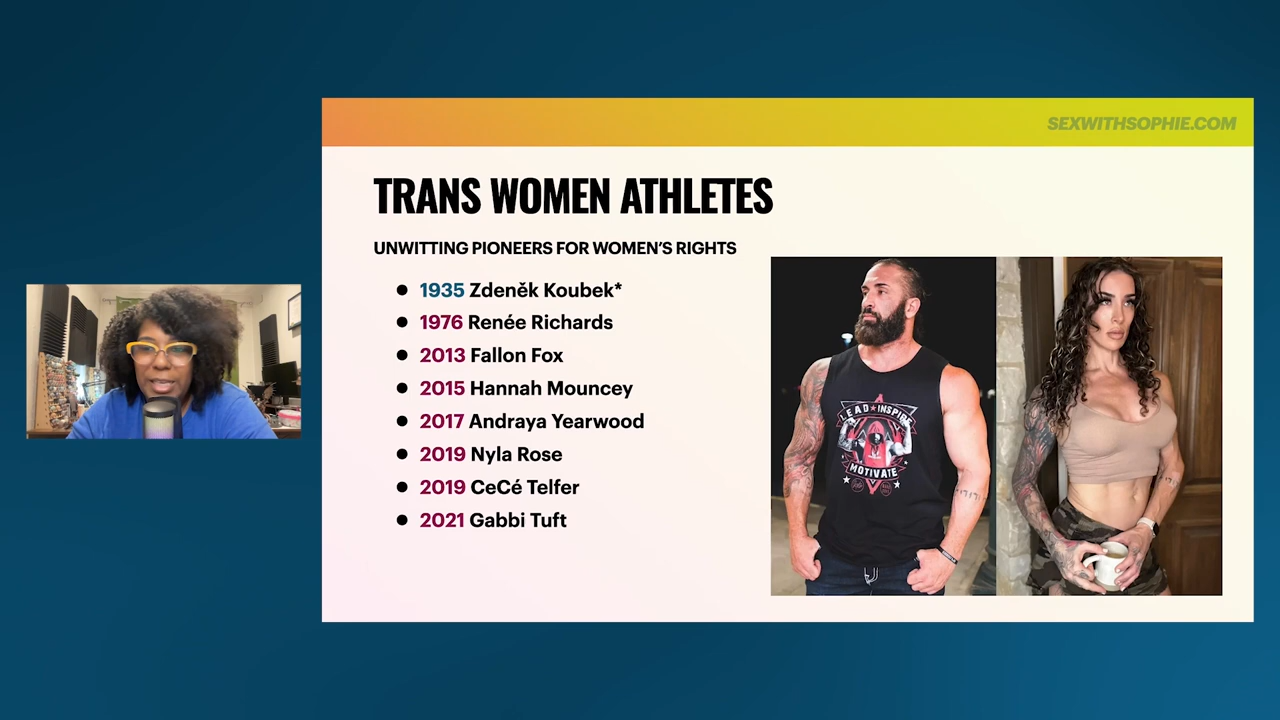 SEXWITHSOPHIE.COM
TRANS WOMEN ATHLETES
UNWITTING PIONEERS FOR WOMEN'S RIGHTS
1935 Zdeněk Koubek*
1976 Renée Richards
2013 Fallon Fox
2015 Hannah Mouncey
2017 Andraya Yearwood
2019 Nyla Rose
2019 CeCé Telfer
2021 Gabbi Tuft
LEAD★INSPIRE
MOTIVATE